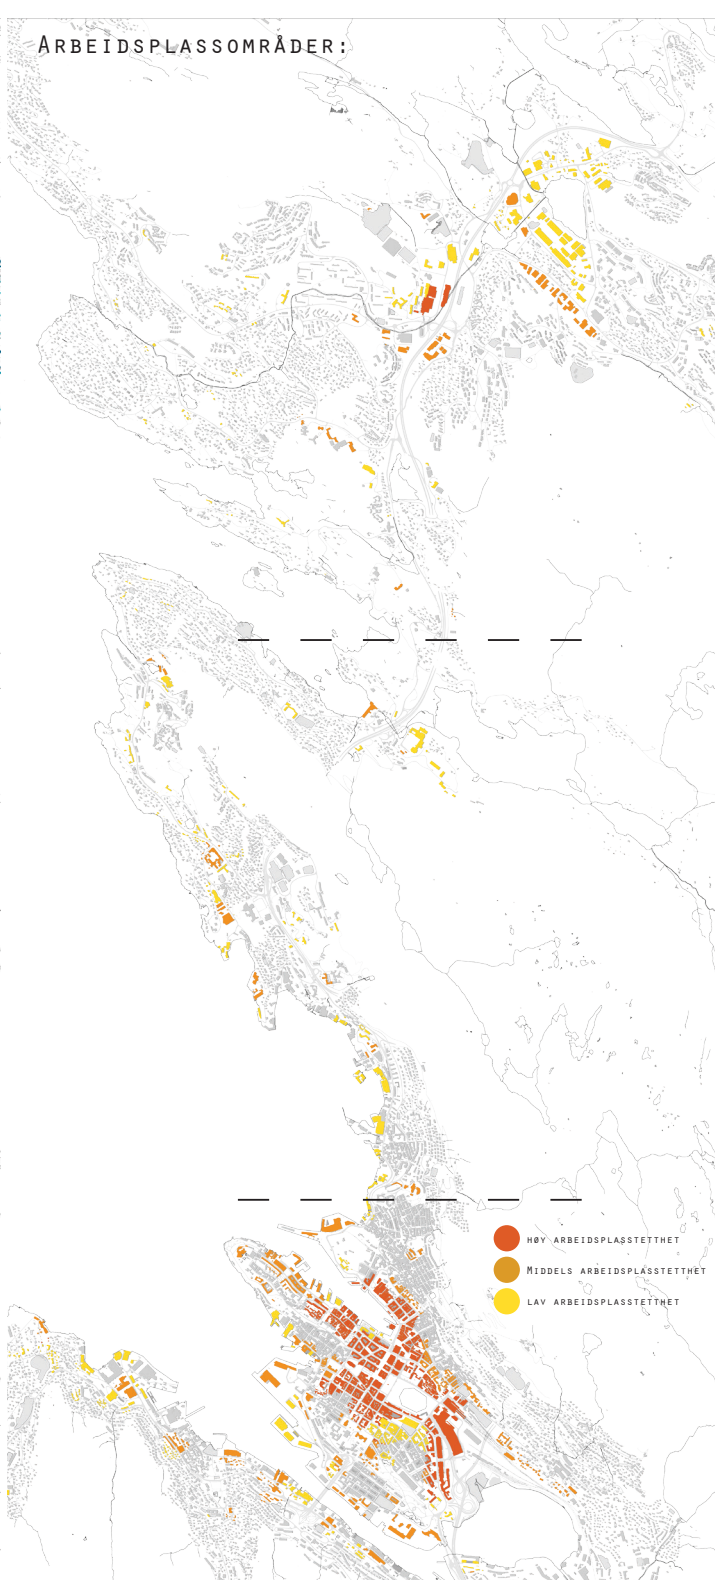 ARBEIDSPLASSOMRÅDER:
HØY ARBEIDSPLASSTETTHET
MIDDELS ARBEIDSPLASSTETTHET
LAV ARBEIDSPLASSTETTHET